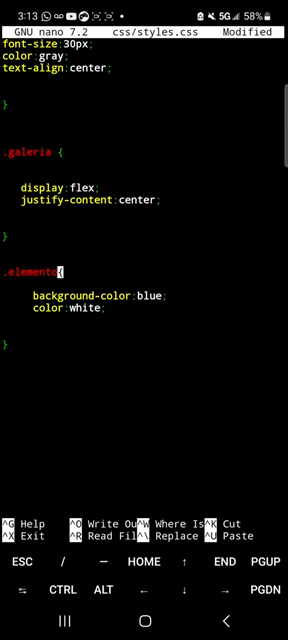 3:13 5G 58%
GNU nano 7.2 css/styles.css Modified
font-size:30px;
color:gray;
text-align:center;
}
.galeria {
display:flex;
justify-content:center;
}
.elemento{
background-color:blue;
color:white;
}
^G Help ^O Write Ou^W Where Is^K Cut
^X Exit ^R Read Fil^\ Replace ^U Paste
ESC / — HOME ↑ END PGUP
⇆ CTRL ALT ← ↓ → PGDN